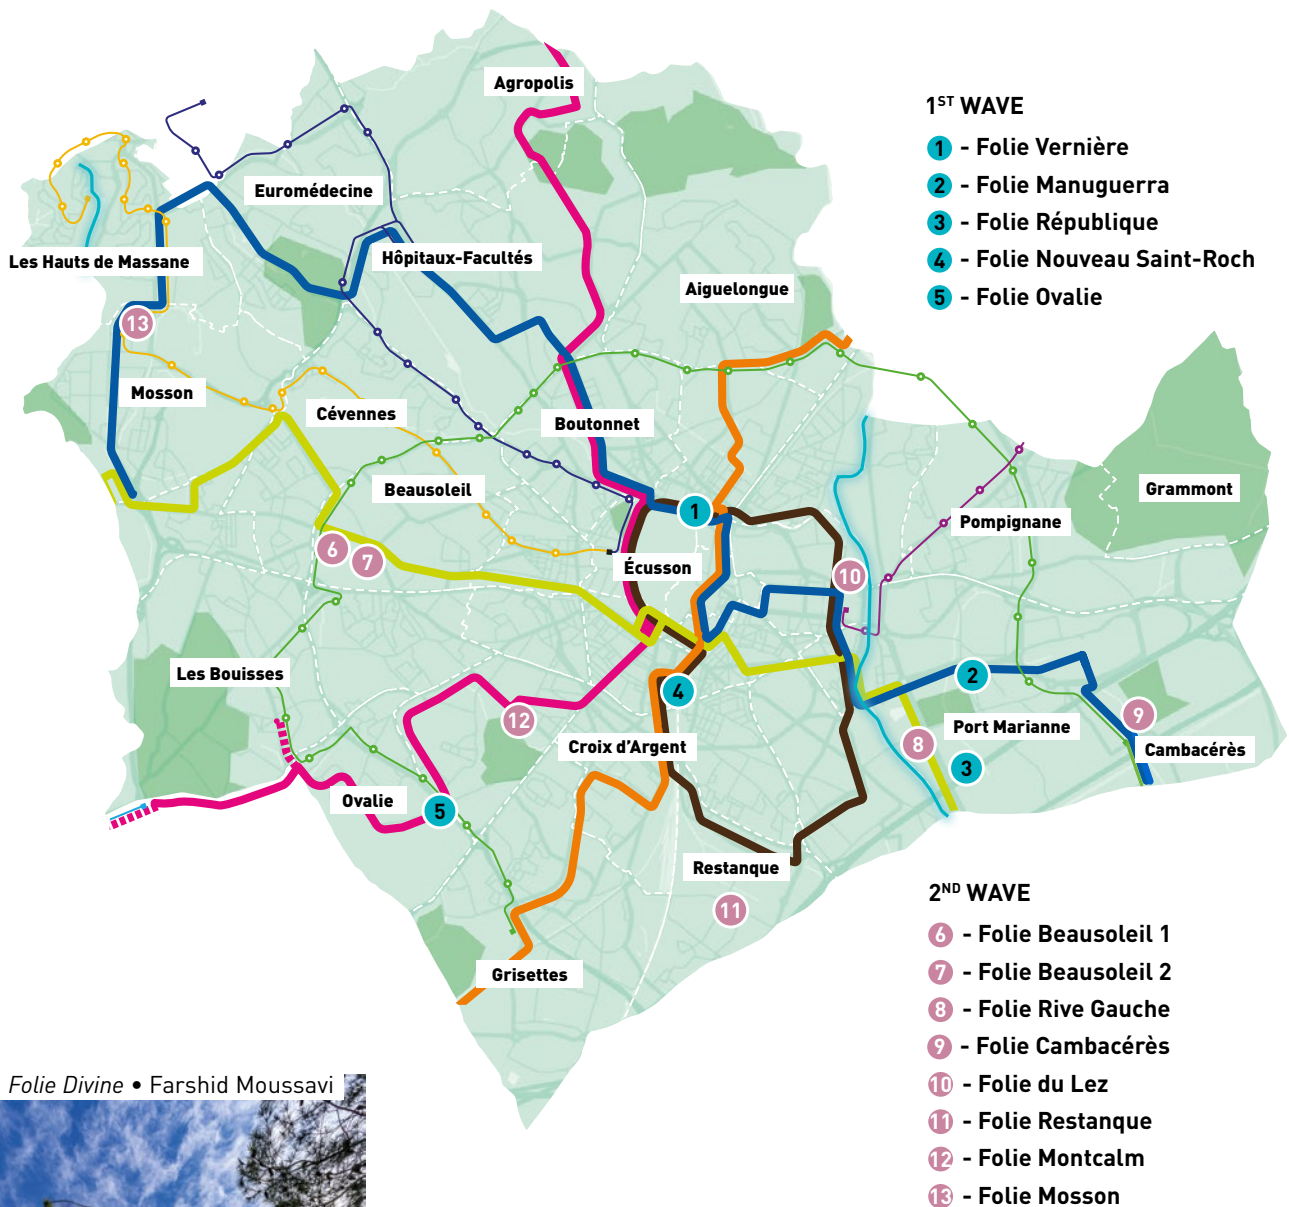 Agropolis
1ST WAVE
1 - Folie Vernière
2 - Folie Manuguerra
3 - Folie République
4 - Folie Nouveau Saint-Roch
5 - Folie Ovalie
Euromédecine
Les Hauts de Massane
Hôpitaux-Facultés
Aiguelongue
13
Mosson
Cévennes
Boutonnet
Beausoleil
Grammont
1
Pompignane
6
7
Écusson
10
Les Bouisses
4
2
12
9
Croix d'Argent
Port Marianne
8
Cambacérès
3
Ovalie
5
Restanque
11
Grisettes
2ND WAVE
6 - Folie Beausoleil 1
7 - Folie Beausoleil 2
8 - Folie Rive Gauche
9 - Folie Cambacérès
10 - Folie du Lez
11 - Folie Restanque
12 - Folie Montcalm
13 - Folie Mosson
Folie Divine • Farshid Moussavi